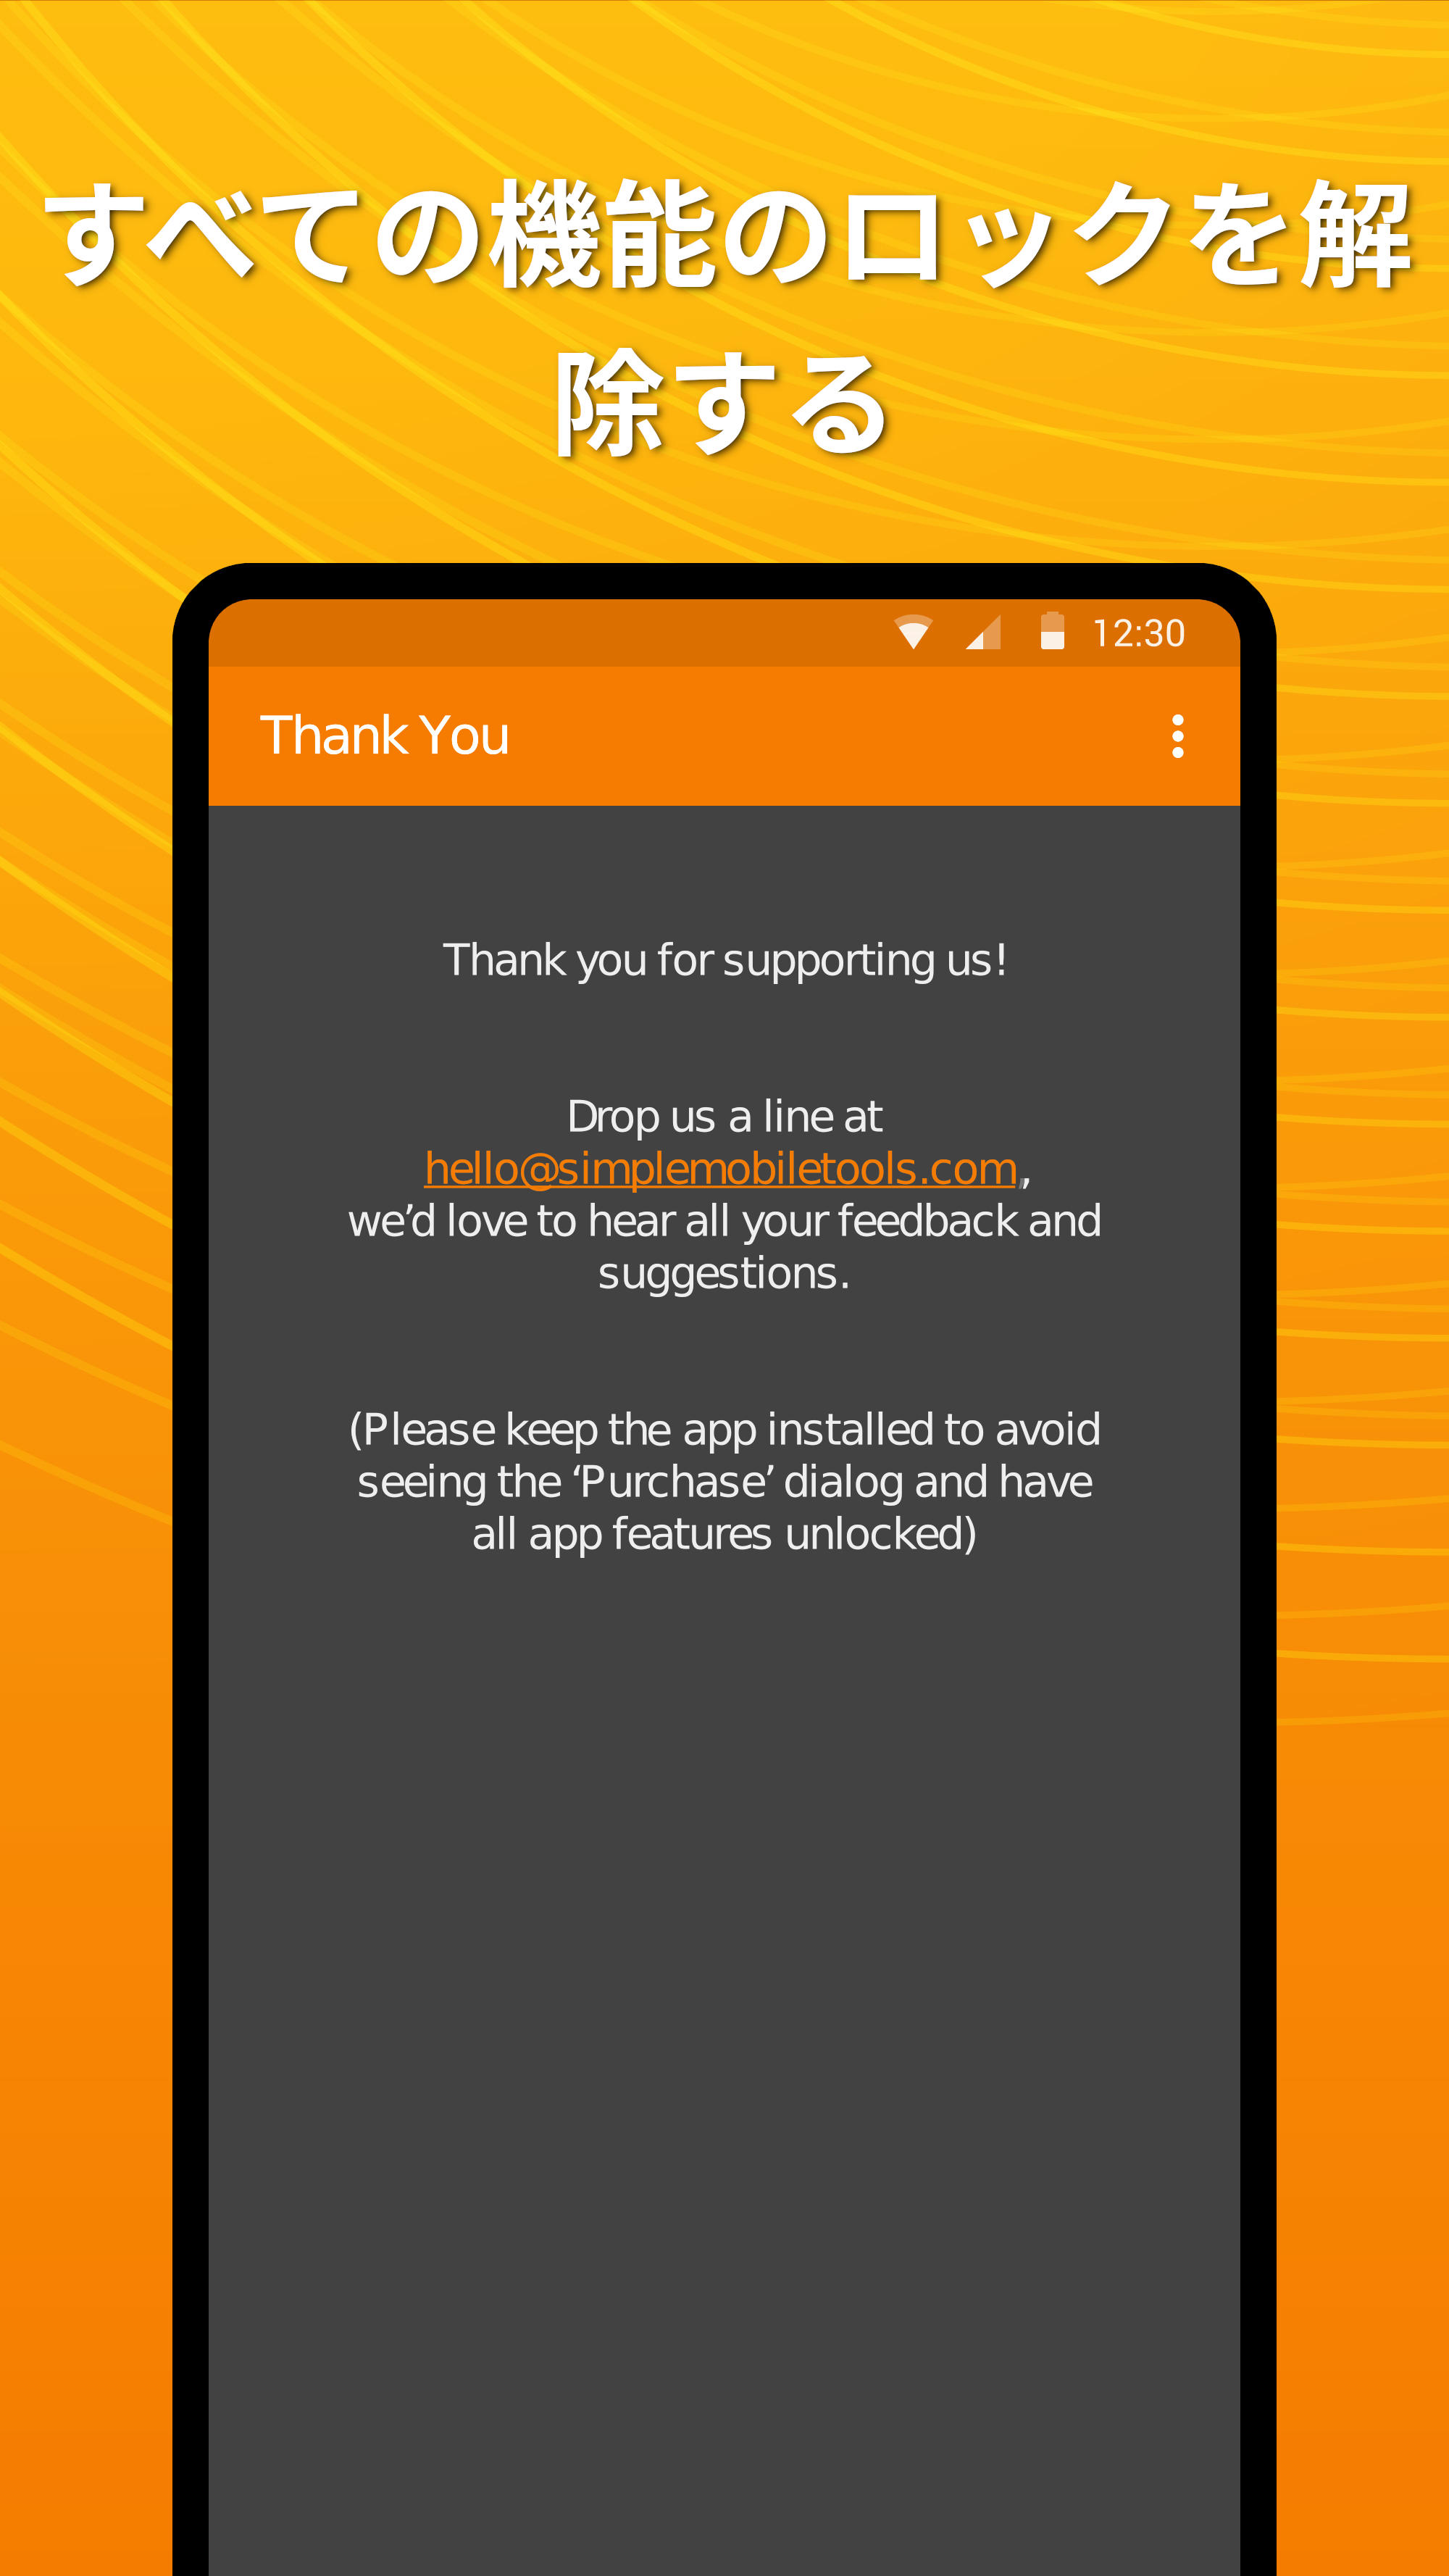 すべての機能のロックを解
除する
12:30
Thank You
Thank you for supporting us!
Drop us a line at
hello@simplemobiletools.com,
we’d love to hear all your feedback and
suggestions.
(Please keep the app installed to avoid
seeing the ‘Purchase’ dialog and have
all app features unlocked)